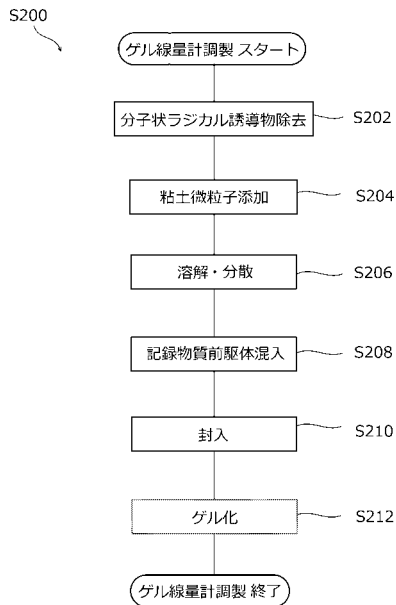 S200
ゲル線量計調製 スタート
分子状ラジカル誘導物除去
S202
粘土微粒子添加
S204
溶解・分散
S206
記録物質前駆体混入
S208
封入
S210
ゲル化
S212
ゲル線量計調製 終了